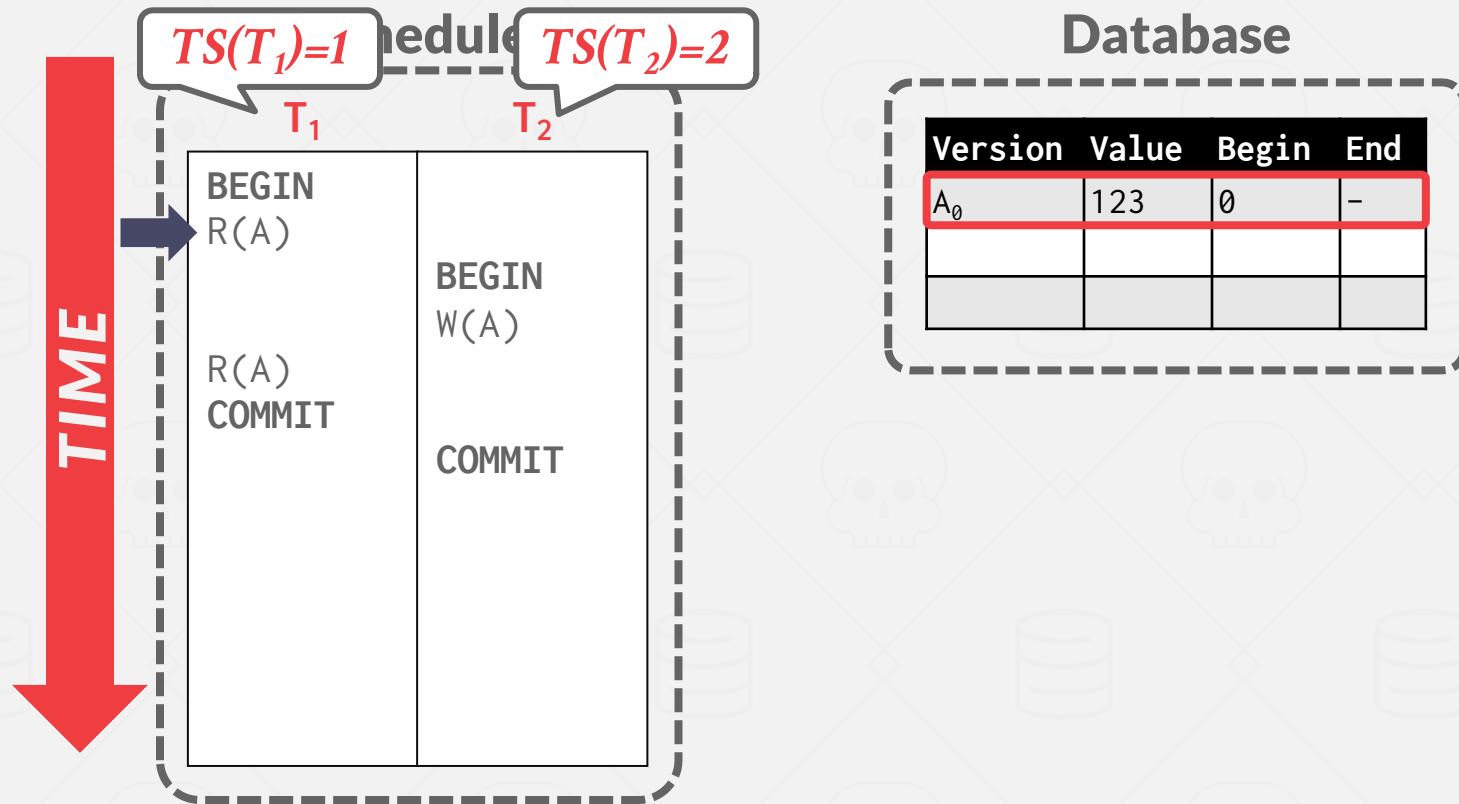 TS(T₁)=1 hedule TS(T₂)=2
T₁ T₂
BEGIN
R(A)
BEGIN
W(A)
R(A)
COMMIT
COMMIT
TIME
Database
Version Value Begin End
A₀ 123 0 –